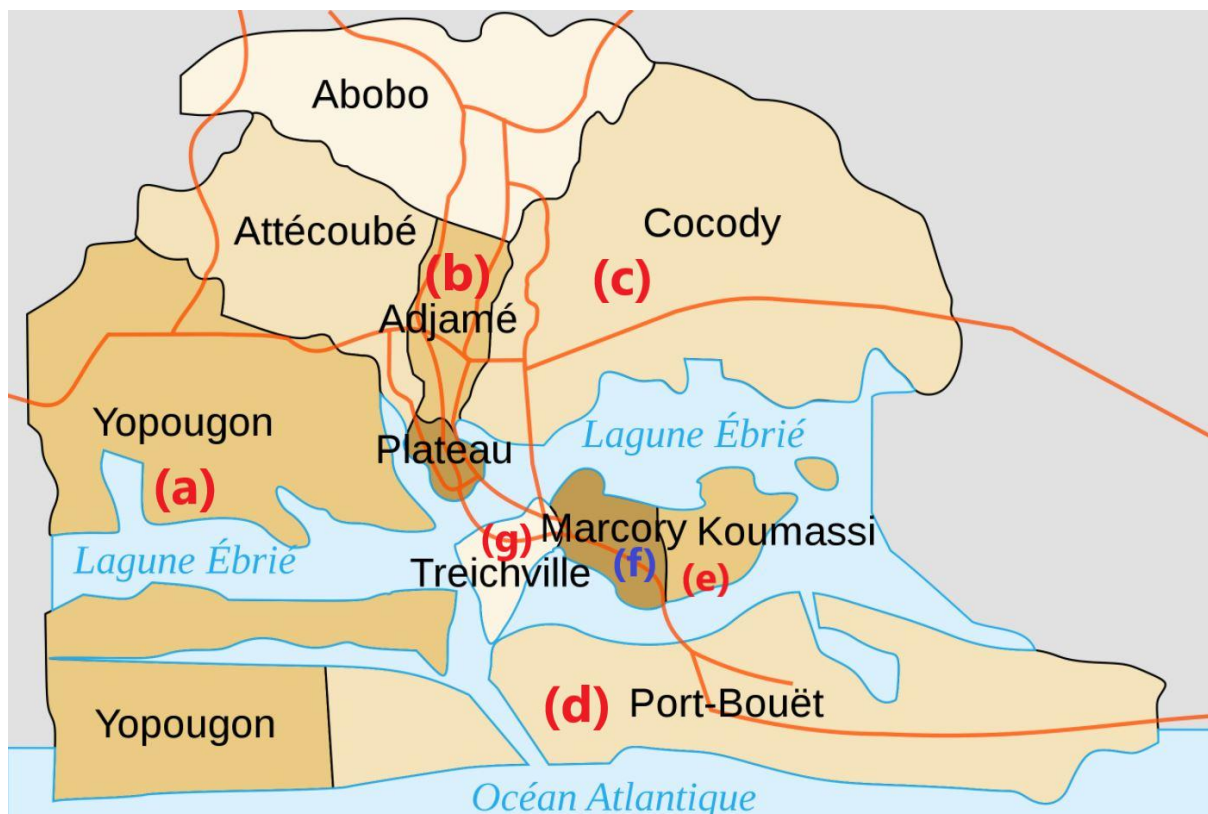 Abobo
Attécoubé
Cocody
(b)
(c)
Adjamé
Yopougon
Plateau
Lagune Ébrié
(a)
Marcory
Koumassi
(g)
Lagune Ébrié
Treichville
(f)
(e)
(d)
Port-Bouët
Yopougon
Océan Atlantique